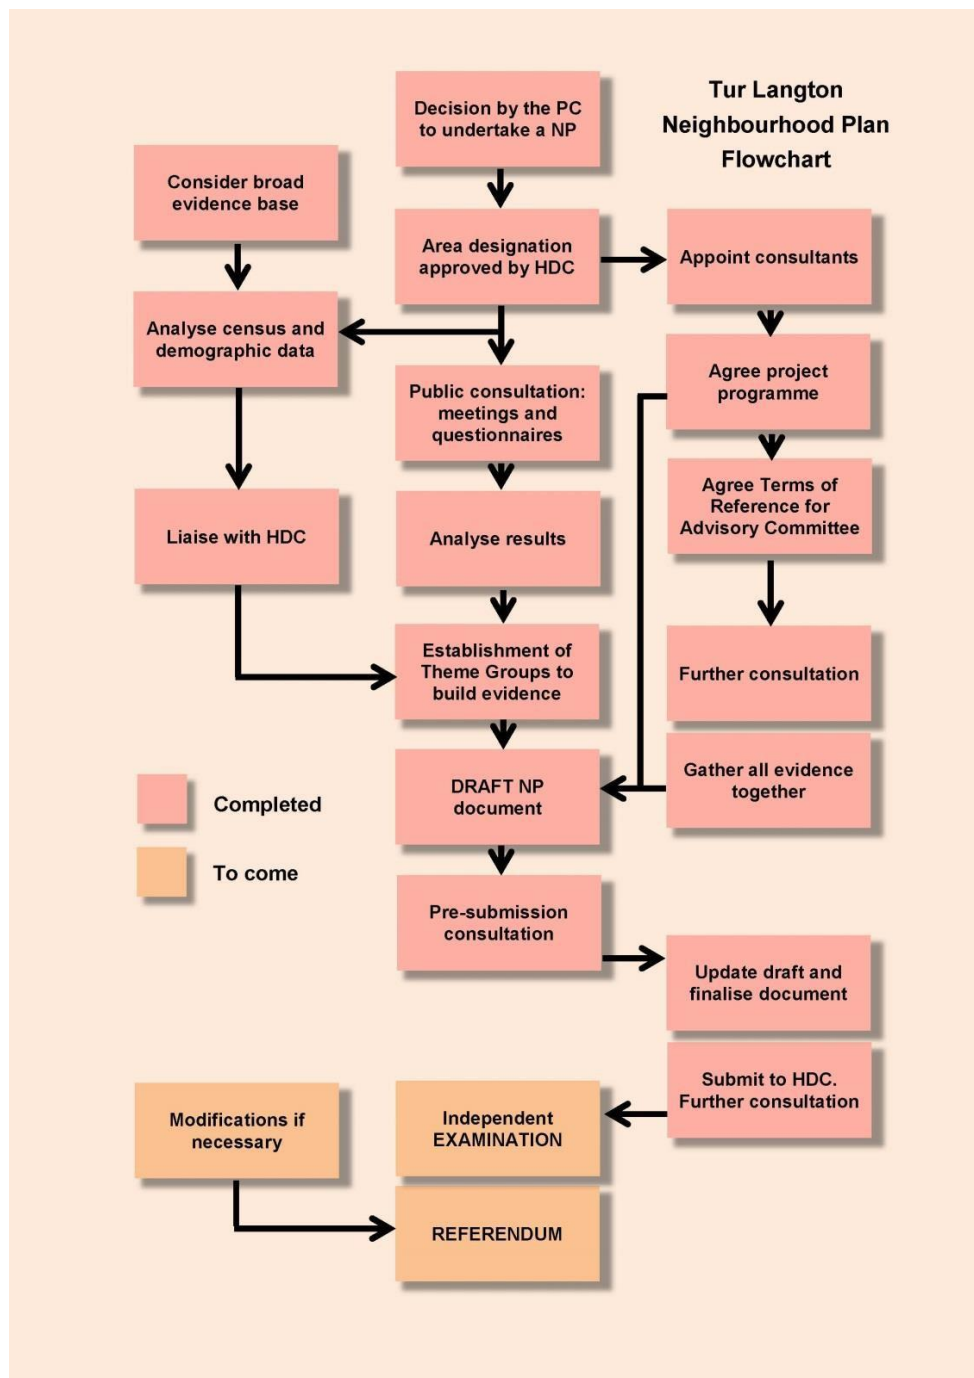 Tur Langton
Neighbourhood Plan
Flowchart
Decision by the PC
to undertake a NP
Consider broad
evidence base
Area designation
approved by HDC
Appoint consultants
Analyse census and
demographic data
Public consultation:
meetings and
questionnaires
Agree project
programme
Agree Terms of
Reference for
Advisory Committee
Liaise with HDC
Analyse results
Establishment of
Theme Groups to
build evidence
Further consultation
DRAFT NP
document
Gather all evidence
together
Completed
To come
Pre-submission
consultation
Update draft and
finalise document
Submit to HDC.
Further consultation
Modifications if
necessary
Independent
EXAMINATION
REFERENDUM